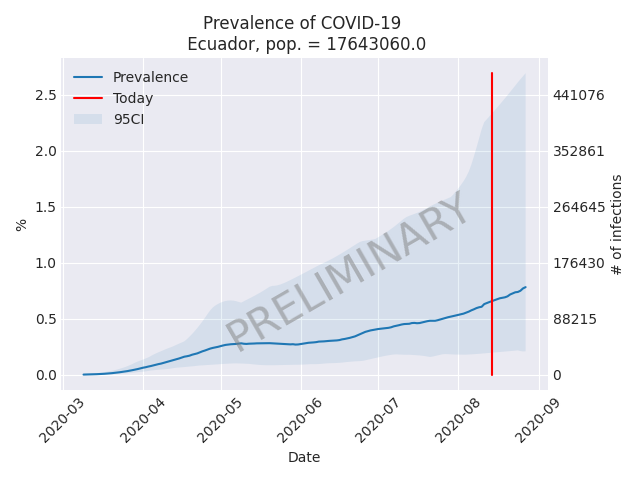 Prevalence of COVID-19
Ecuador, pop. = 17643060.0
Prevalence
Today
95CI
PRELIMINARY
2.5
2.0
1.5
1.0
0.5
0.0
%
441076
352861
264645
176430
88215
0
# of infections
2020-03
2020-04
2020-05
2020-06
2020-07
2020-08
2020-09
Date